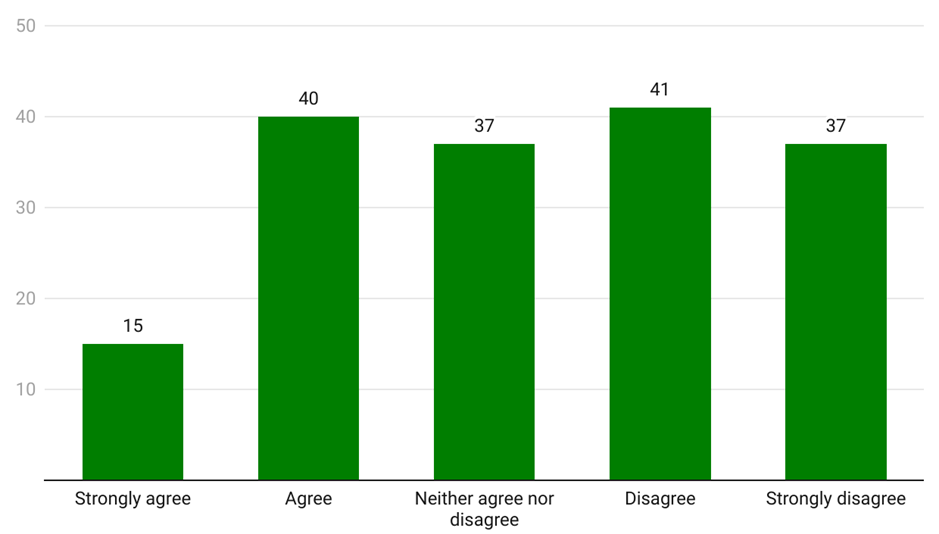 50
40
30
20
10
15
40
37
41
37
Strongly agree
Agree
Neither agree nor
disagree
Disagree
Strongly disagree